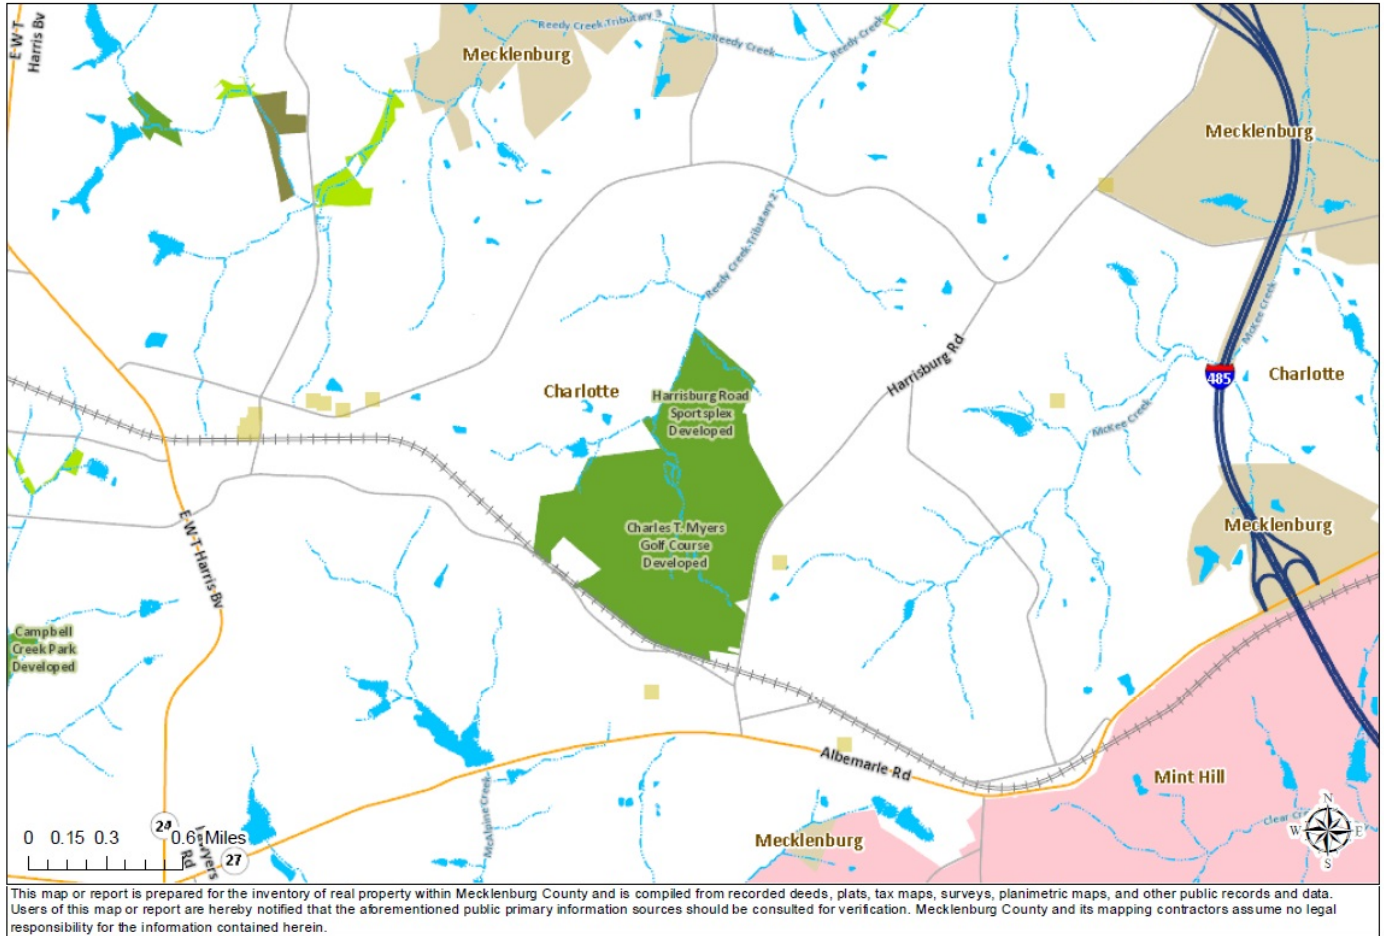 E W T
Harris Bv
Reedy Creek Tributary 3
Reedy Creek
Reedy Creek
Mecklenburg
Mecklenburg
Reedy Creek Tributary 2
McKee Creek
Harrisburg Rd
485
Charlotte
Charlotte
Harrisburg Road
Sportsplex
Developed
McKee Creek
E W T Harris Bv
Charles T. Myers
Golf Course
Developed
Mecklenburg
Campbell
Creek Park
Developed
Albemarle Rd
Mint Hill
McAlpine Creek
Mecklenburg
N
W
E
S
24
27
Lawyers
Rd
0 0.15 0.3 0.6 Miles
Clear
This map or report is prepared for the inventory of real property within Mecklenburg County and is compiled from recorded deeds, plats, tax maps, surveys, planimetric maps, and other public records and data.
Users of this map or report are hereby notified that the aforementioned public primary information sources should be consulted for verification. Mecklenburg County and its mapping contractors assume no legal
responsibility for the information contained herein.